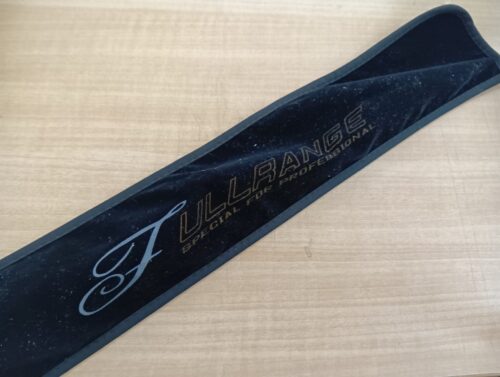 FULLRANGE
SPECIAL FOR PROFESSIONAL